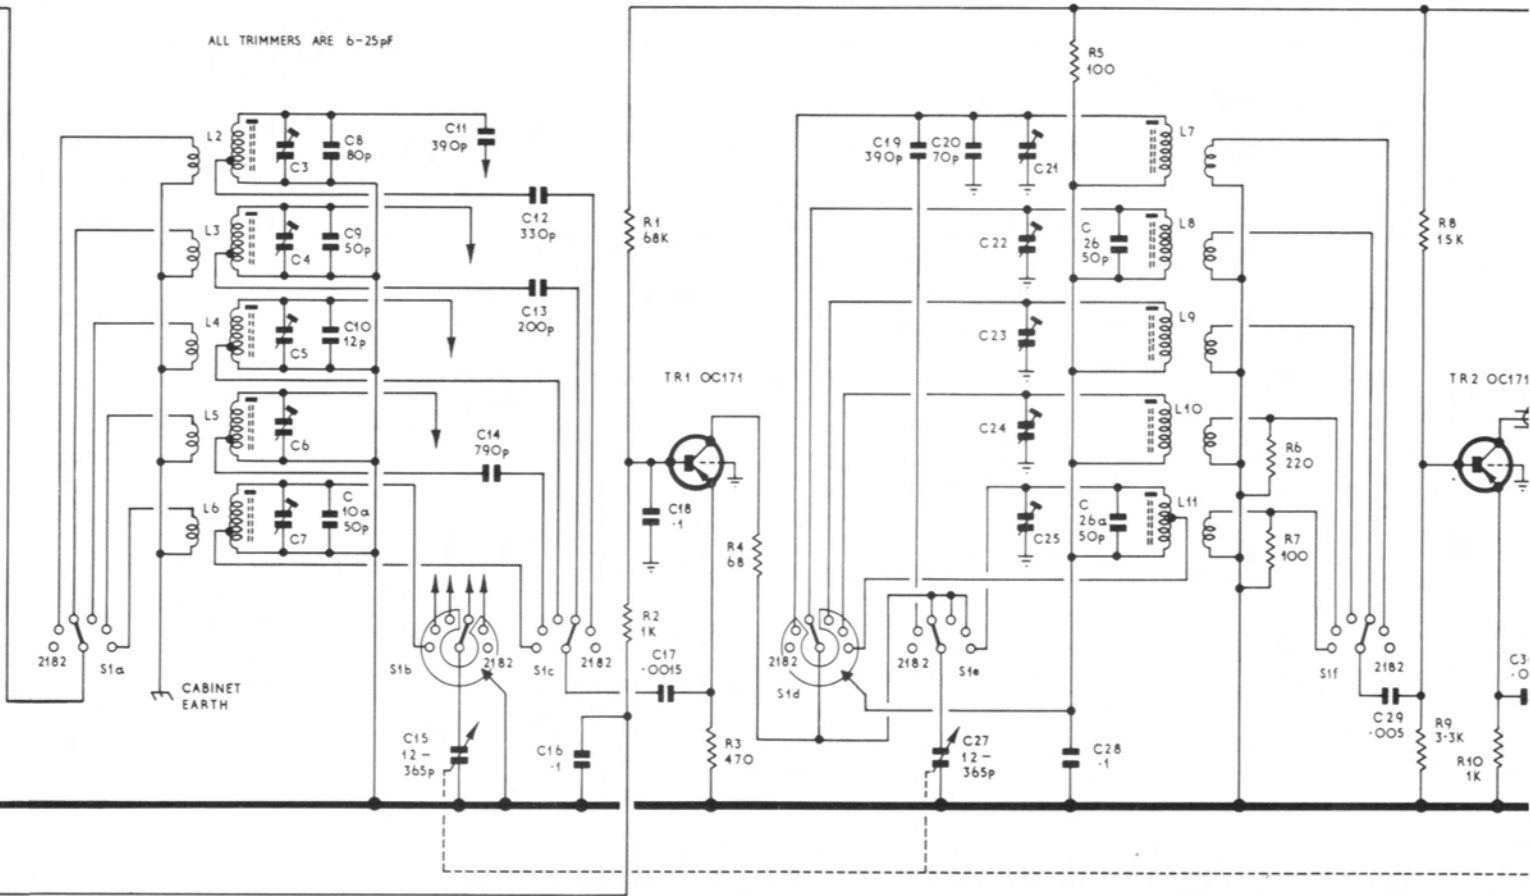 ALL TRIMMERS ARE 6-25pF
R5
100
L2
C3
C8
80p
C11
390p
C12
330p
L3
C4
C9
50p
C13
200p
L4
C5
C10
12p
L5
C6
C14
790p
L6
C7
C
10a
50p
R1
68K
TR1 OC171
C18
·1
R4
68
R2
1K
C17
·0015
2182
S1a
CABINET
EARTH
S1b
2182
S1c
2182
C15
12-
365p
C16
·1
R3
470
C19
390p
C20
70p
C21
L7
C22
C
26
50p
L8
C23
L9
C24
L10
R6
220
C25
C
26a
50p
L11
R7
100
R8
15K
TR2 OC171
2182
S1d
2182
S1e
S1f
2182
C27
12-
365p
C28
·1
C29
·005
R9
3·3K
R10
1K
C3
·0